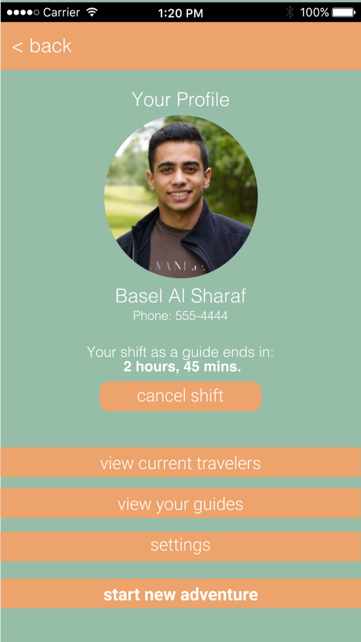 Carrier 1:20 PM 100%
< back
Your Profile
Basel Al Sharaf
Phone: 555-4444
Your shift as a guide ends in:
2 hours, 45 mins.
cancel shift
view current travelers
view your guides
settings
start new adventure